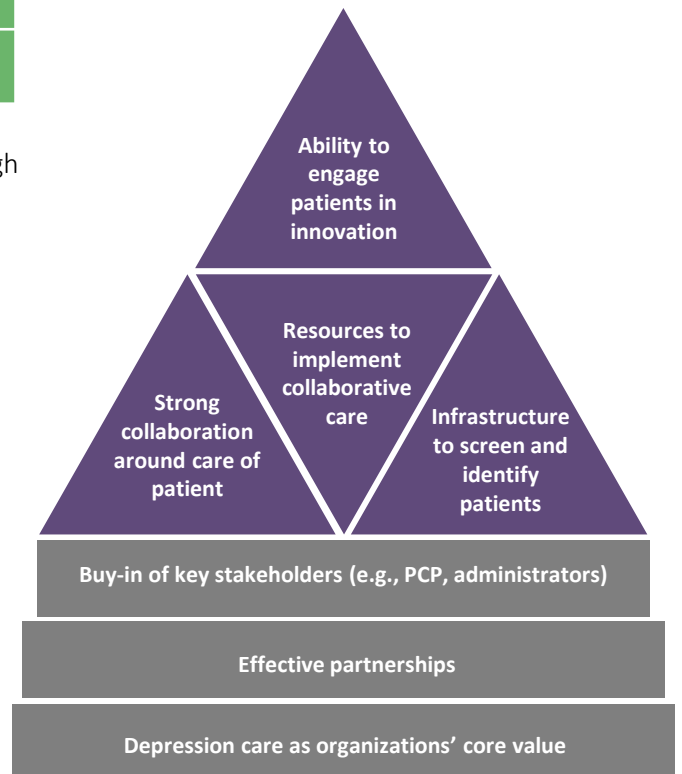 Ability to
engage
patients in
innovation
Resources to
implement
collaborative
care
Strong
collaboration
around care of
patient
Infrastructure
to screen and
identify
patients
Buy-in of key stakeholders (e.g., PCP, administrators)
Effective partnerships
Depression care as organizations’ core value